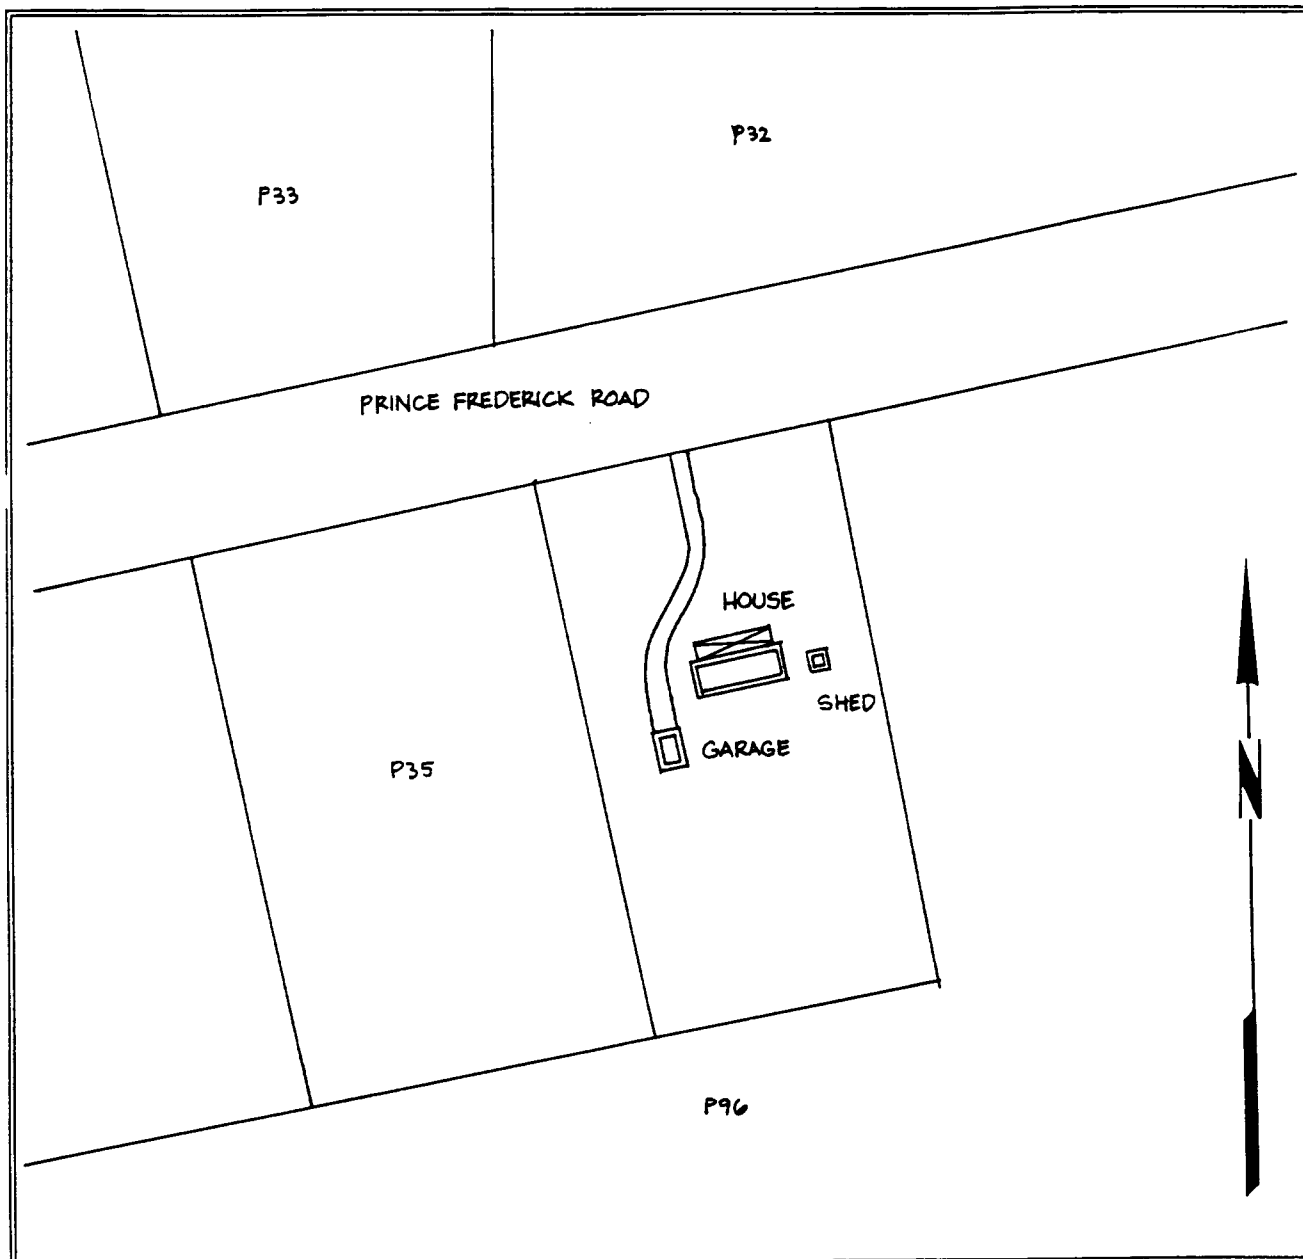 P32
P33
PRINCE FREDERICK ROAD
HOUSE
SHED
GARAGE
P35
N
P96